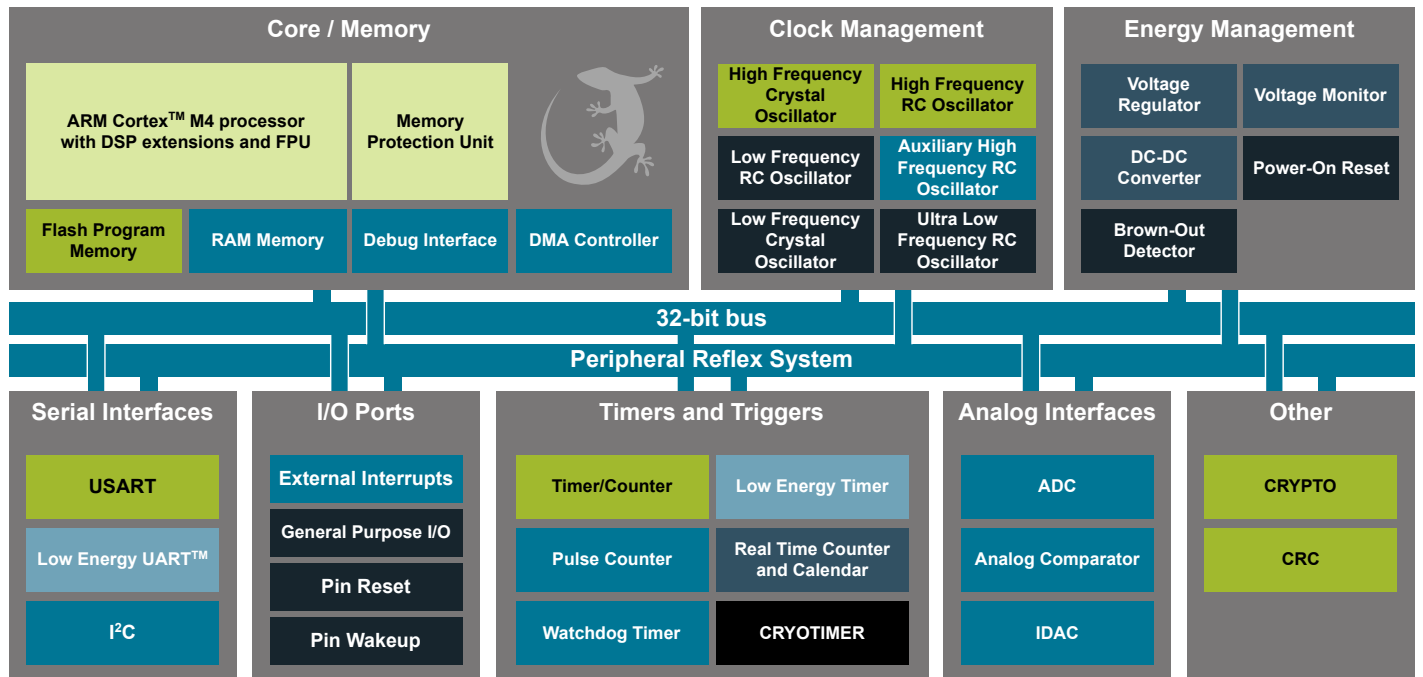 Core / Memory
ARM Cortex™ M4 processor
with DSP extensions and FPU
Memory
Protection Unit
Flash Program
Memory
RAM Memory
Debug Interface
DMA Controller
Clock Management
High Frequency
Crystal
Oscillator
High Frequency
RC Oscillator
Low Frequency
RC Oscillator
Auxiliary High
Frequency RC
Oscillator
Low Frequency
Crystal
Oscillator
Ultra Low
Frequency RC
Oscillator
Energy Management
Voltage
Regulator
Voltage Monitor
DC-DC
Converter
Power-On Reset
Brown-Out
Detector
32-bit bus
Peripheral Reflex System
Serial Interfaces
USART
Low Energy UART™
I²C
I/O Ports
External Interrupts
General Purpose I/O
Pin Reset
Pin Wakeup
Timers and Triggers
Timer/Counter
Low Energy Timer
Pulse Counter
Real Time Counter
and Calendar
Watchdog Timer
CRYOTIMER
Analog Interfaces
ADC
Analog Comparator
IDAC
Other
CRYPTO
CRC